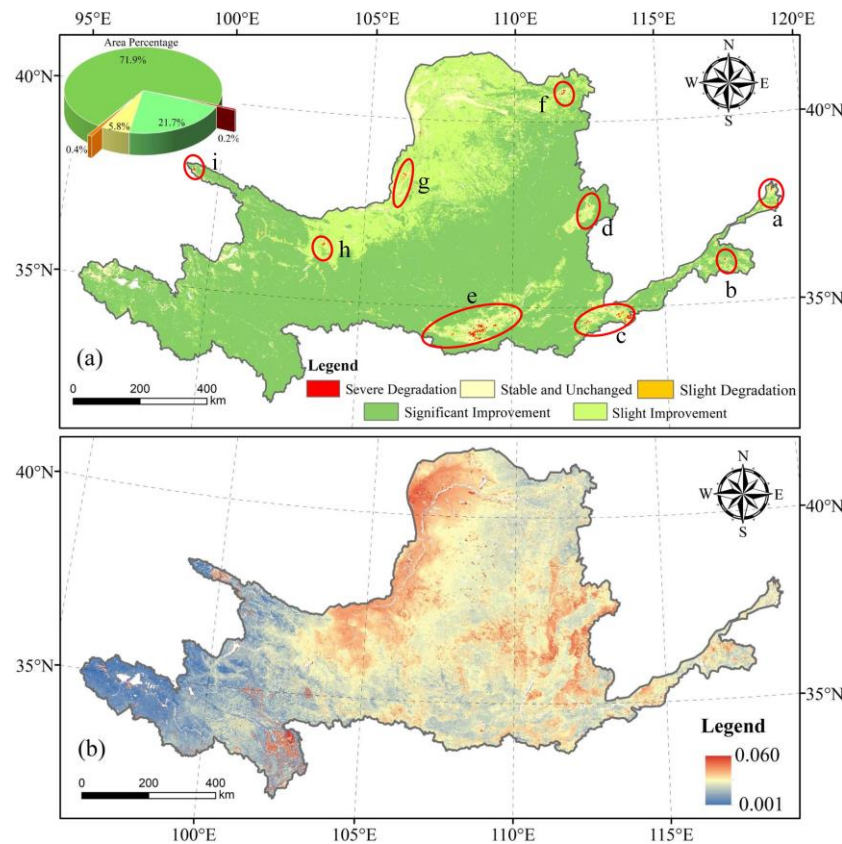 95°E 100°E 105°E 110°E 115°E 120°E
Area Percentage
71.9%
5.8%
21.7%
0.4%
0.2%
N
W E
S
40°N
40°N
35°N
35°N
i
f
g
a
d
h
b
e
c
(a)
Legend
Severe Degradation Stable and Unchanged Slight Degradation
Significant Improvement Slight Improvement
0 200 400
km
N
W E
S
40°N
40°N
35°N
35°N
(b)
Legend
0.060
0.001
0 200 400
km
100°E 105°E 110°E 115°E